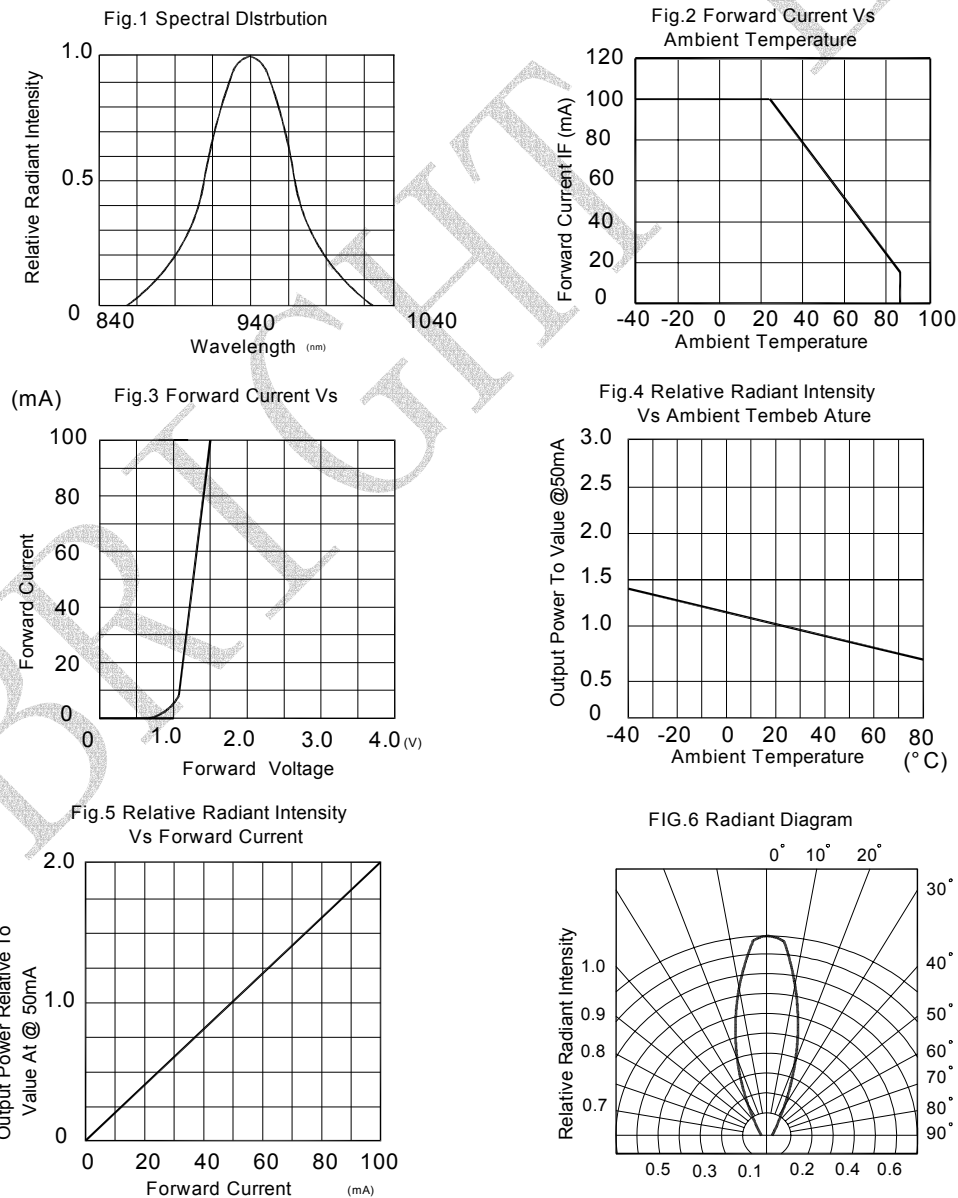 Fig.1 Spectral DIstrbution
Relative Radiant Intensity
1.0
0.5
0
840 940 1040
Wavelength (nm)
Fig.2 Forward Current Vs
Ambient Temperature
Forward Current IF (mA)
120
100
80
60
40
20
0
-40 -20 0 20 40 60 80 100
Ambient Temperature
(mA)
Fig.3 Forward Current Vs
Forward Current
100
80
60
40
20
0
0 1.0 2.0 3.0 4.0 (V)
Forward Voltage
Fig.4 Relative Radiant Intensity
Vs Ambient Tembeb Ature
Output Power To Value @50mA
3.0
2.5
2.0
1.5
1.0
0.5
0
-40 -20 0 20 40 60 80
Ambient Temperature (°C)
Fig.5 Relative Radiant Intensity
Vs Forward Current
Output Power Relative To
Value At @ 50mA
2.0
1.0
0
0 20 40 60 80 100
Forward Current (mA)
FIG.6 Radiant Diagram
0° 10° 20°
30°
40°
50°
60°
70°
80°
90°
Relative Radiant Intensity
1.0
0.9
0.8
0.7
0.5 0.3 0.1 0.2 0.4 0.6
BRIGHT